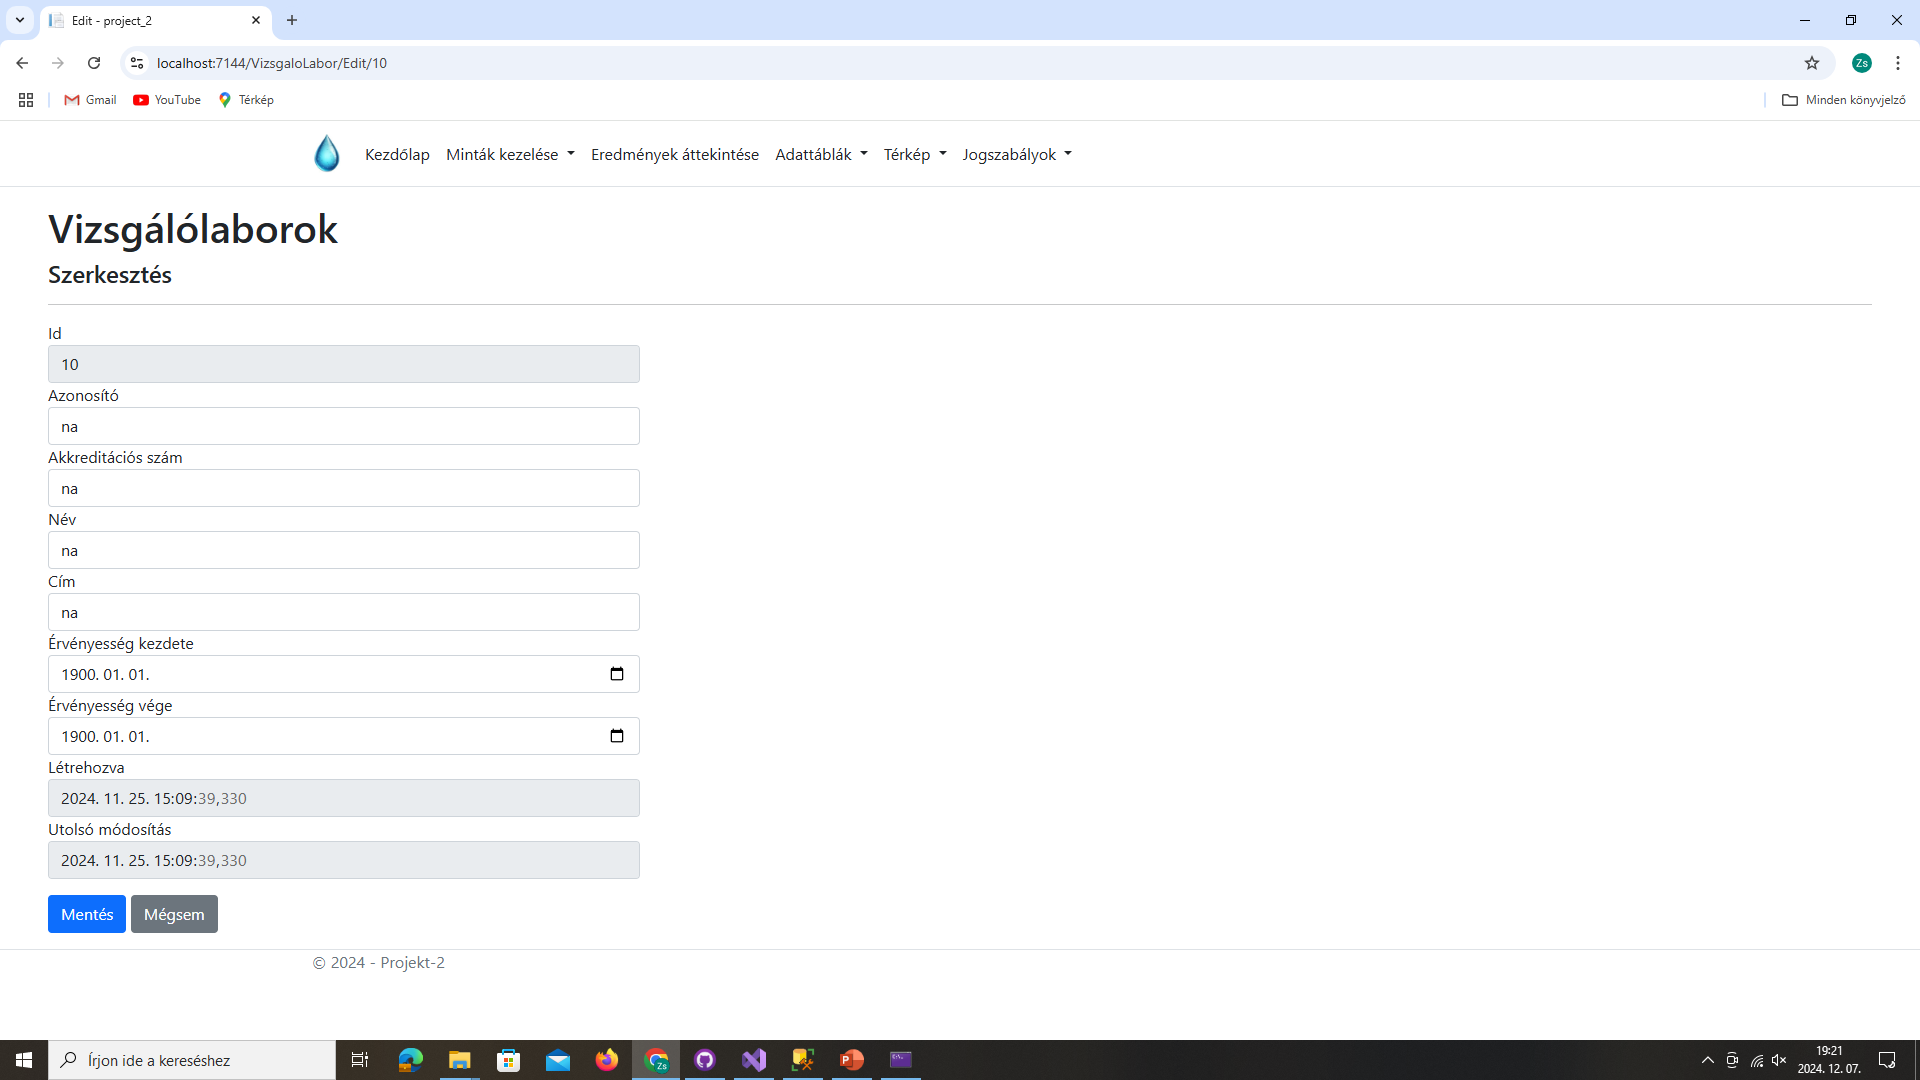 Edit - project_2
localhost:7144/VizsgaloLabor/Edit/10
Zs
Gmail YouTube Térkép Minden könyvjelző
Kezdőlap Minták kezelése Eredmények áttekintése Adattáblák Térkép Jogszabályok
Vizsgálólaborok
Szerkesztés
Id
10
Azonosító
na
Akkreditációs szám
na
Név
na
Cím
na
Érvényesség kezdete
1900. 01. 01.
Érvényesség vége
1900. 01. 01.
Létrehozva
2024. 11. 25. 15:09:39,330
Utolsó módosítás
2024. 11. 25. 15:09:39,330
Mentés Mégsem
© 2024 - Projekt-2
Írjon ide a kereséshez
19:21
2024. 12. 07.